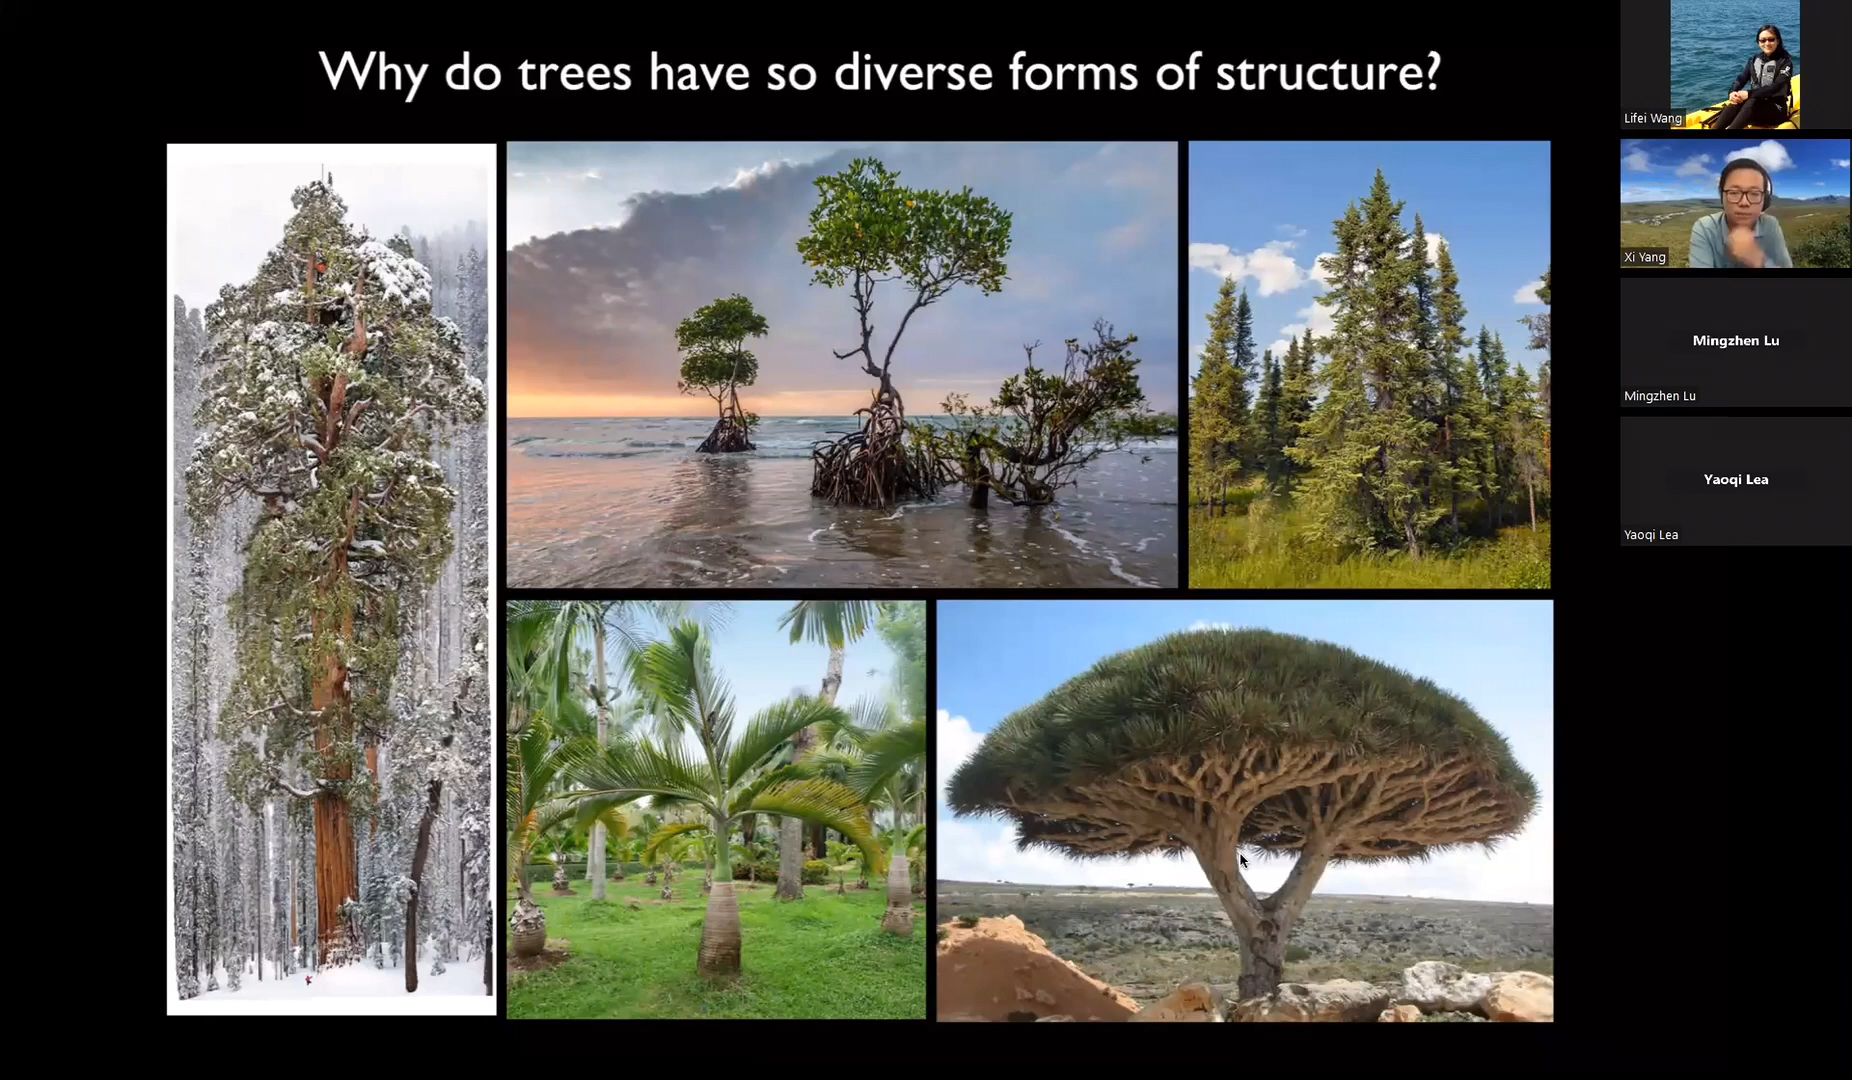 Why do trees have so diverse forms of structure?
Lifei Wang
Xi Yang
Mingzhen Lu
Mingzhen Lu
Yaoqi Lea
Yaoqi Lea